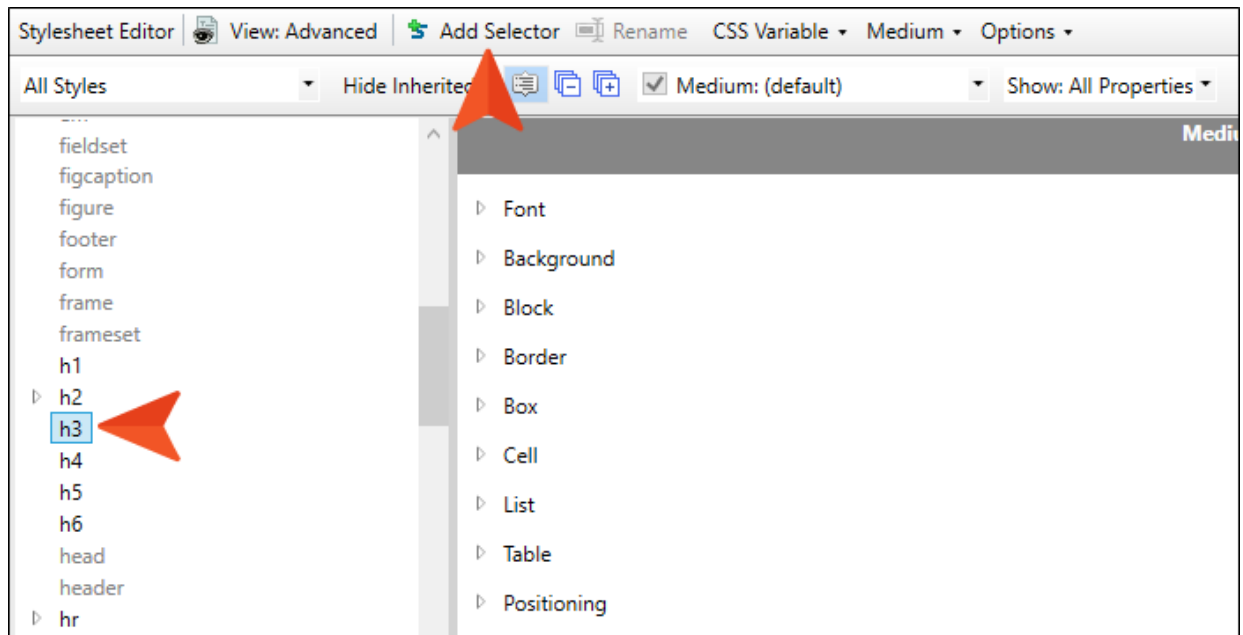 Stylesheet Editor View: Advanced Add Selector Rename CSS Variable Medium Options
All Styles Hide Inherited Medium: (default) Show: All Properties
fieldset
figcaption
figure
footer
form
frame
frameset
h1
h2
h3
h4
h5
h6
head
header
hr
Font
Background
Block
Border
Box
Cell
List
Table
Positioning